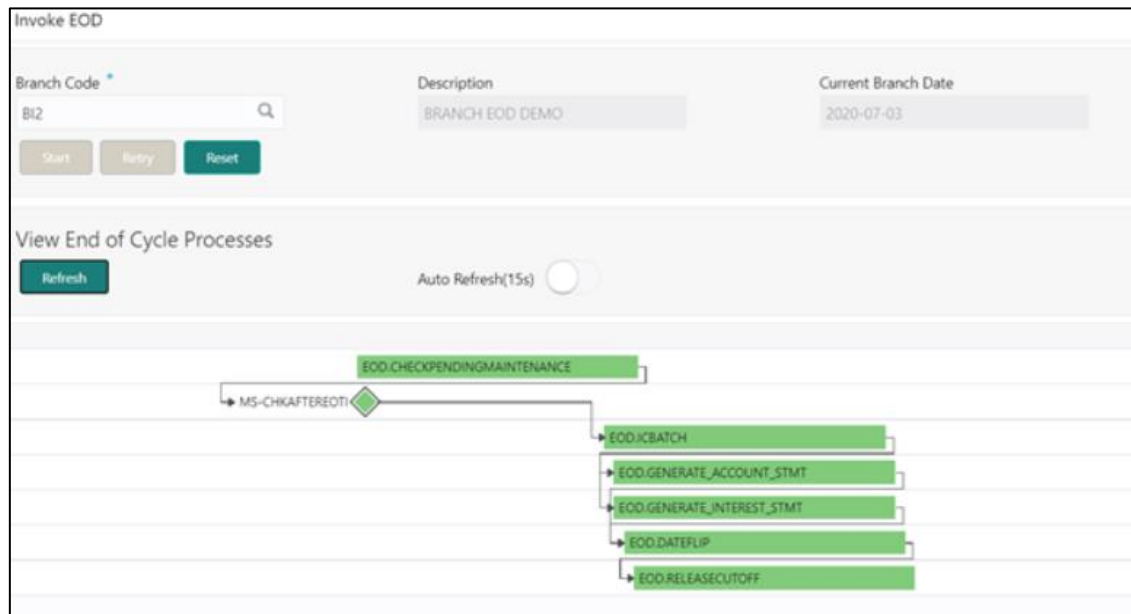 Invoke EOD
Branch Code * Description Current Branch Date
BI2 BRANCH EOD DEMO 2020-07-03
Start Retry Reset
View End of Cycle Processes
Refresh Auto Refresh(15s)
EOD.CHECKPENDINGMAINTENANCE
MS-CHKAFTEREOTI
EOD.ICBATCH
EOD.GENERATE_ACCOUNT_STMT
EOD.GENERATE_INTEREST_STMT
EOD.DATEFLIP
EOD.RELEASECUTOFF